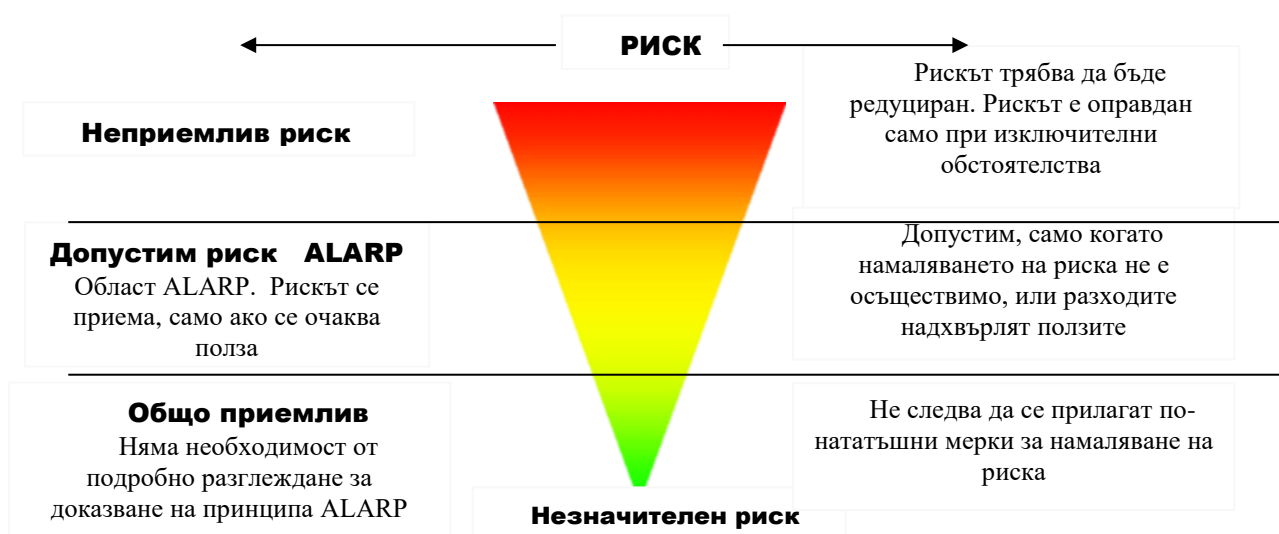 РИСК
Неприемлив риск
Рискът трябва да бъде
редуциран. Рискът е оправдан
само при изключителни
обстоятелства
Допустим риск ALARP
Област ALARP. Рискът се
приема, само ако се очаква
полза
Допустим, само когато
намаляването на риска не е
осъществимо, или разходите
надхвърлят ползите
Общо приемлив
Няма необходимост от
подробно разглеждане за
доказване на принципа ALARP
Не следва да се прилагат по-
нататъшни мерки за намаляване на
риска
Незначителен риск